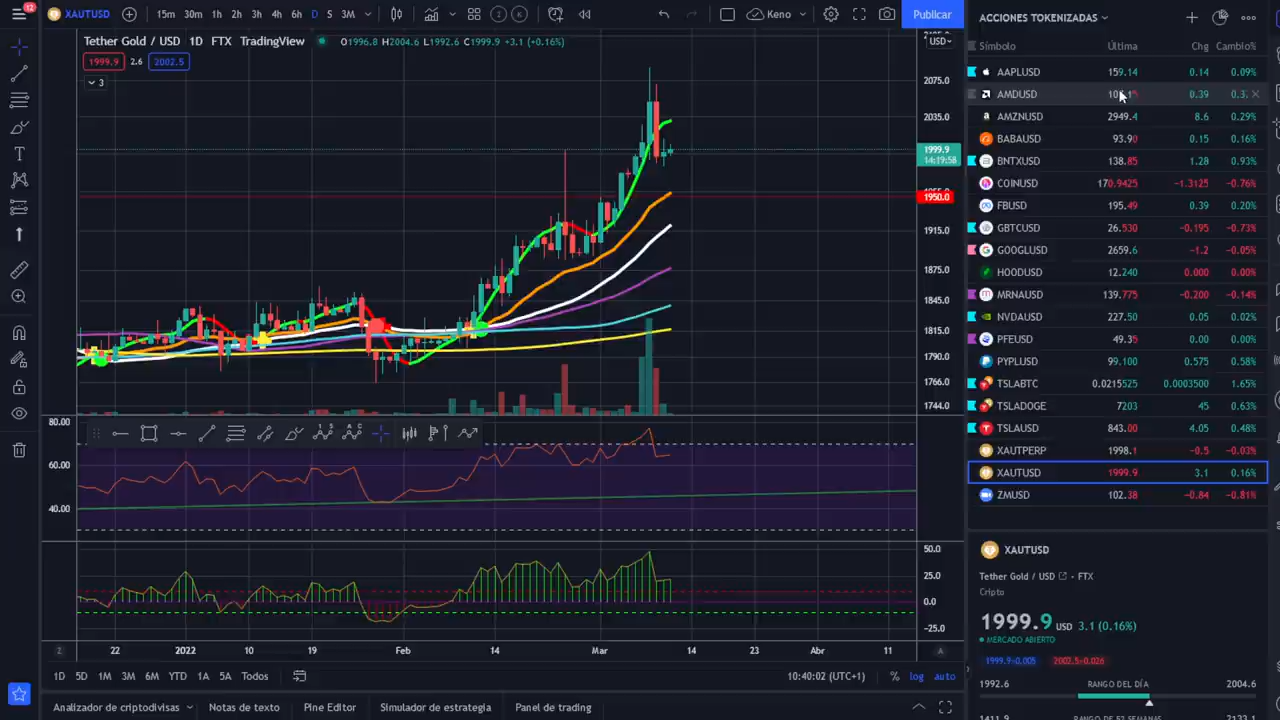 12
XAUTUSD
15m 30m 1h 2h 3h 4h 6h D S 3M
Keno
Publicar
ACCIONES TOKENIZADAS
Tether Gold / USD 1D FTX TradingView O1996.8 H2004.6 L1992.6 C1999.9 +3.1 (+0.16%)
USD
1999.9 2.6 2002.5
3
2075.0
2035.0
1999.9
14:19:58
1950.0
1915.0
1875.0
1845.0
1815.0
1790.0
1766.0
1744.0
80.00
60.00
40.00
50.0
25.0
0.0
−25.0
22 2022 10 19 Feb 14 Mar 14 23 Abr 11
1D 5D 1M 3M 6M YTD 1A 5A Todos
10:40:02 (UTC+1) % log auto
Analizador de criptodivisas Notas de texto Pine Editor Simulador de estrategia Panel de trading
Símbolo Última Chg Cambio%
AAPLUSD 159.14 0.14 0.09%
AMDUSD 0.39
AMZNUSD 2949.4 8.6 0.29%
BABAUSD 93.90 0.15 0.16%
BNTXUSD 138.85 1.28 0.93%
COINUSD 170.9425 −1.3125 −0.76%
FBUSD 195.49 0.39 0.20%
GBTCUSD 26.530 −0.195 −0.73%
GOOGLUSD 2659.6 −1.2 −0.05%
HOODUSD 12.240 0.000 0.00%
MRNAUSD 139.775 −0.200 −0.14%
NVDAUSD 227.50 0.05 0.02%
PFEUSD 49.35 0.00 0.00%
PYPLUSD 99.100 0.575 0.58%
TSLABTC 0.0215525 0.0003500 1.65%
TSLADOGE 7203 45 0.63%
TSLAUSD 843.00 4.05 0.48%
XAUTPERP 1998.1 −0.5 −0.03%
XAUTUSD 1999.9 3.1 0.16%
ZMUSD 102.38 −0.84 −0.81%
XAUTUSD
Tether Gold / USD • FTX
Cripto
1999.9 USD 3.1 (0.16%)
MERCADO ABIERTO
1999.9×0.005 2002.5×0.026
1992.6 RANGO DEL DÍA 2004.6